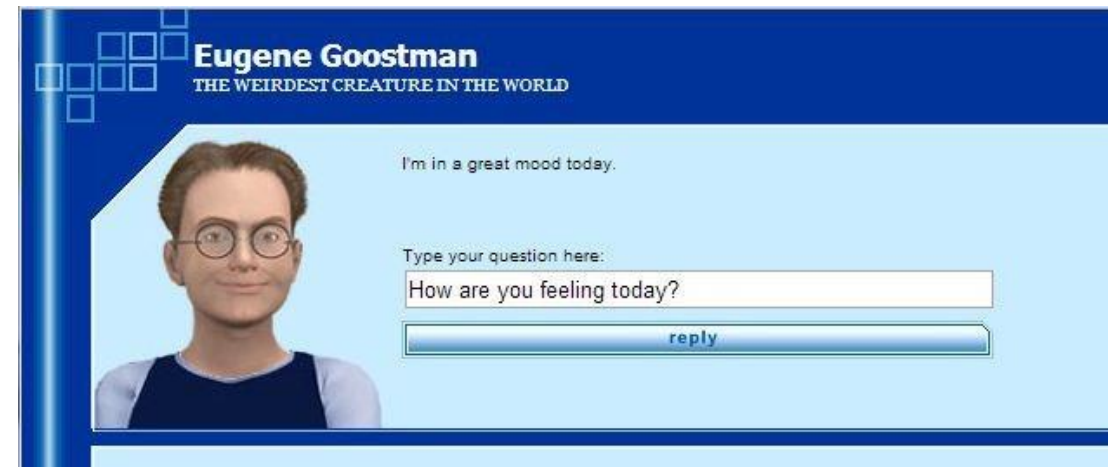 Eugene Goostman
THE WEIRDEST CREATURE IN THE WORLD
I'm in a great mood today.
Type your question here:
How are you feeling today?
reply